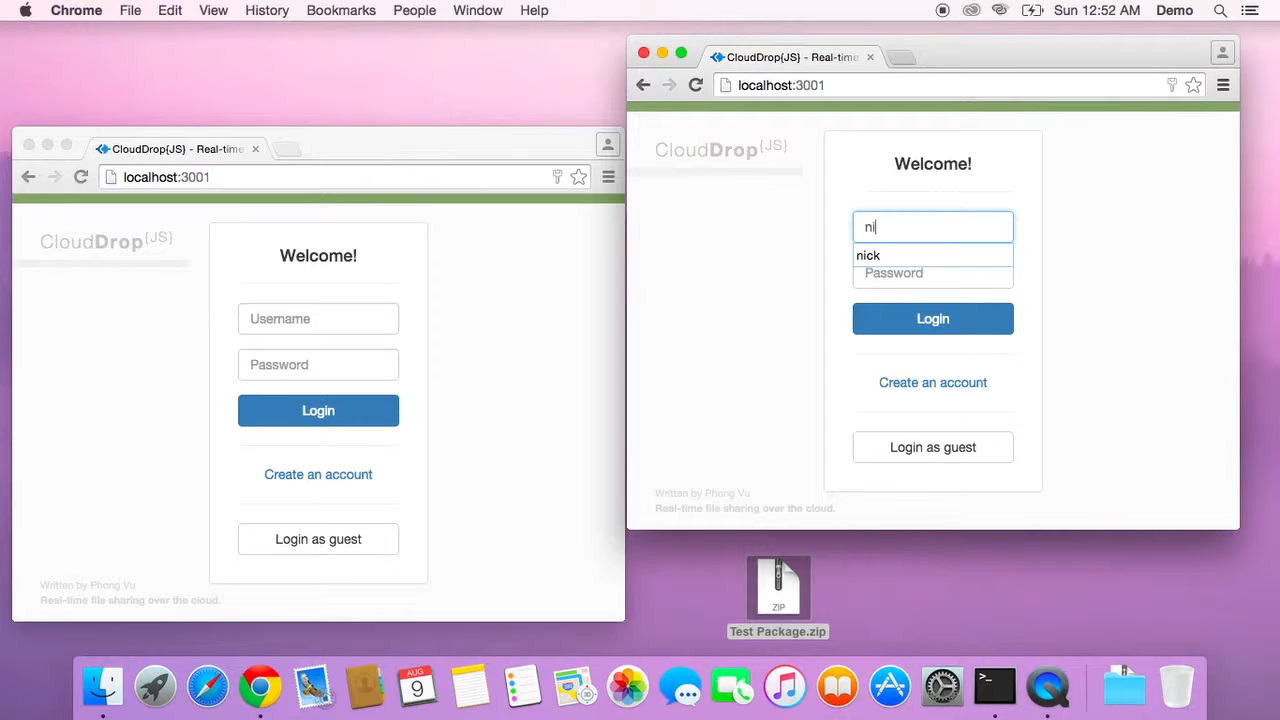 Chrome File Edit View History Bookmarks People Window Help Sun 12:52 AM Demo
CloudDrop{JS} - Real-time
localhost:3001
CloudDrop{JS}
Welcome!
Username
Password
Login
Create an account
Login as guest
Written by Phong Vu
Real-time file sharing over the cloud.
CloudDrop{JS} - Real-time
localhost:3001
CloudDrop{JS}
Welcome!
ni
nick
Password
Login
Create an account
Login as guest
Written by Phong Vu
Real-time file sharing over the cloud.
ZIP
Test Package.zip
AUG
9